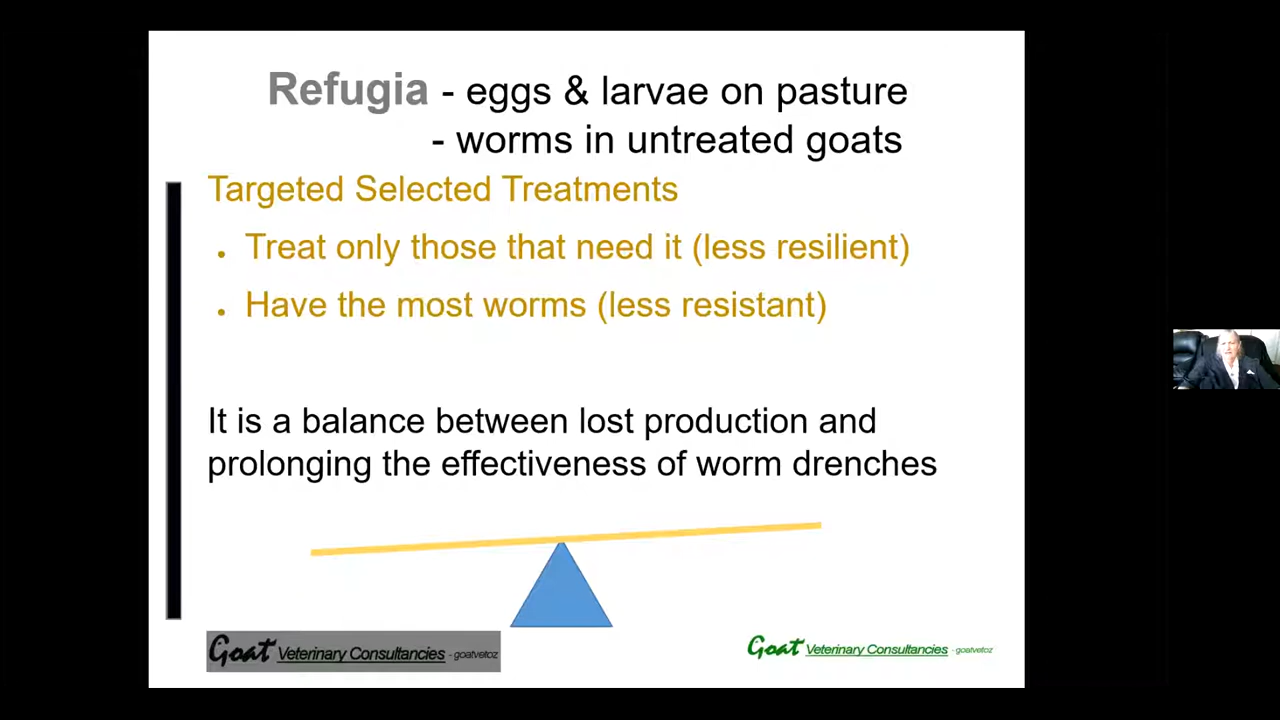 Refugia - eggs & larvae on pasture
- worms in untreated goats
Targeted Selected Treatments
• Treat only those that need it (less resilient)
• Have the most worms (less resistant)
It is a balance between lost production and
prolonging the effectiveness of worm drenches
Goat Veterinary Consultancies - goatvetoz
Goat Veterinary Consultancies - goatvetoz